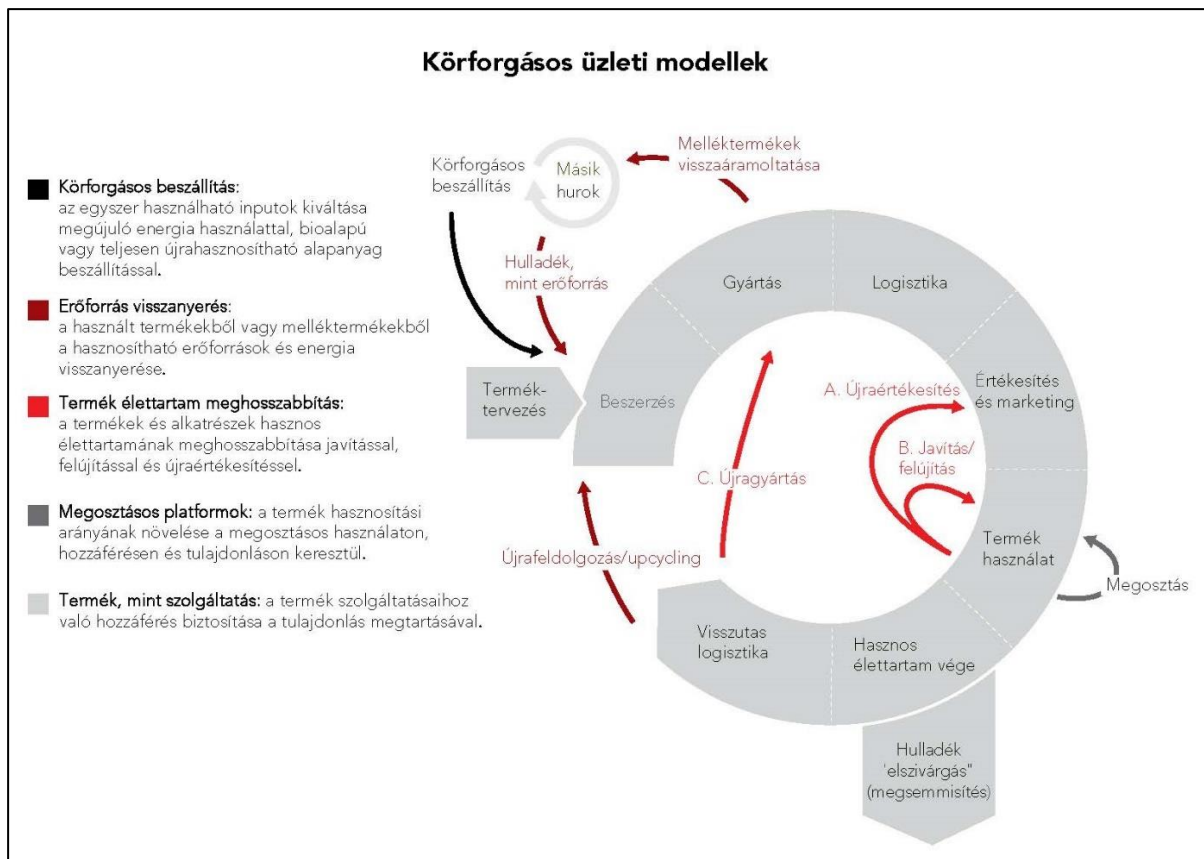 Körforgásos üzleti modellek
Körforgásos beszállítás:
az egyszer használható inputok kiváltása
megújuló energia használattal, bioalapú
vagy teljesen újrahasznosítható alapanyag
beszállítással.
Erőforrás visszanyerés:
a használt termékekből vagy melléktermékekből
a hasznosítható erőforrások és energia
visszanyerése.
Termék élettartam meghosszabbítás:
a termékek és alkatrészek hasznos
élettartamának meghosszabbítása javítással,
felújítással és újraértékesítéssel.
Megosztásos platformok: a termék hasznosítási
arányának növelése a megosztásos használaton,
hozzáférésen és tulajdonláson keresztül.
Termék, mint szolgáltatás: a termék szolgáltatásaihoz
való hozzáférés biztosítása a tulajdonlás megtartásával.
Körforgásos
beszállítás
Másik
hurok
Melléktermékek
visszaáramoltatása
Hulladék,
mint erőforrás
Termék-
tervezés
Beszerzés
Gyártás
Logisztika
Értékesítés
és marketing
A. Újraértékesítés
B. Javítás/
felújítás
C. Újragyártás
Termék
használat
Megosztás
Újrafeldolgozás/upcycling
Visszutas
logisztika
Hasznos
élettartam vége
Hulladék
'elszivárgás"
(megsemmisítés)